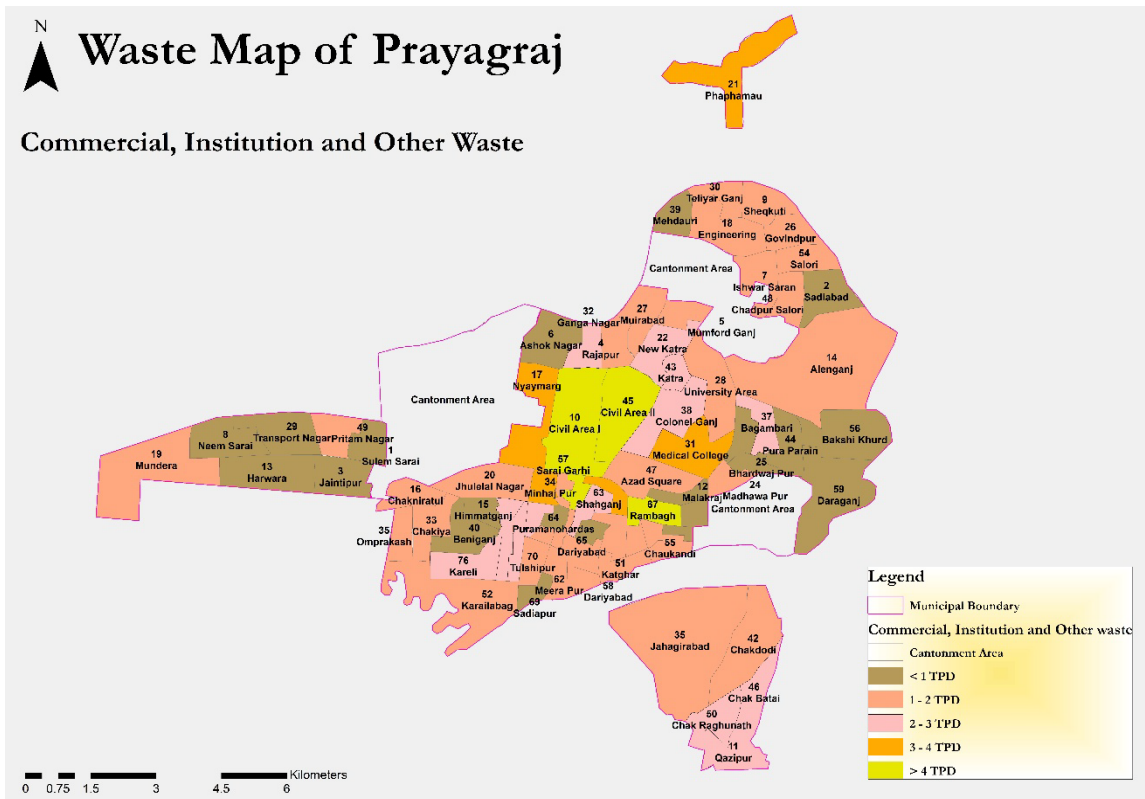 N
Waste Map of Prayagraj
Commercial, Institution and Other Waste
21
Phaphamau
30
Teliyar Ganj
9
Sheqkuti
39
Mehdauri
18
Engineering
26
Govindpur
54
Salori
Cantonment Area
7
Ishwar Saran
2
Sadiabad
48
Chadpur Salori
32
Ganga Nagar
27
Muirabad
5
Mumford Ganj
6
Ashok Nagar
4
Rajapur
22
New Katra
14
Alenganj
43
Katra
17
Nyaymarg
28
University Area
Cantonment Area
45
Civil Area II
10
Civil Area I
38
Colonel Ganj
37
Bagambari
56
Bakshi Khurd
29
Transport Nagar
49
Pritam Nagar
8
Neem Sarai
31
Medical College
44
Pura Parain
1
Sulem Sarai
19
Mundera
13
Harwara
3
Jaintipur
57
Sarai Garhi
25
Bhardwaj Pur
47
Azad Square
20
Jhulelal Nagar
34
Minhaj Pur
12
Malakraj
24
Madhawa Pur
Cantonment Area
59
Daraganj
16
Chakniratul
63
Shahganj
67
Rambagh
15
Himmatganj
33
Chakiya
35
Omprakash
40
Beniganj
64
Puramanohardas
65
Dariyabad
55
Chaukandi
76
Kareli
70
Tulshipur
51
Katghar
62
Meera Pur
58
Dariyabad
52
Karailabag
69
Sadiapur
35
Jahagirabad
42
Chakdodi
46
Chak Batai
50
Chak Raghunath
11
Qazipur
Legend
Municipal Boundary
Commercial, Institution and Other waste
Cantonment Area
< 1 TPD
1 - 2 TPD
2 - 3 TPD
3 - 4 TPD
> 4 TPD
Kilometers
0 0.75 1.5 3 4.5 6